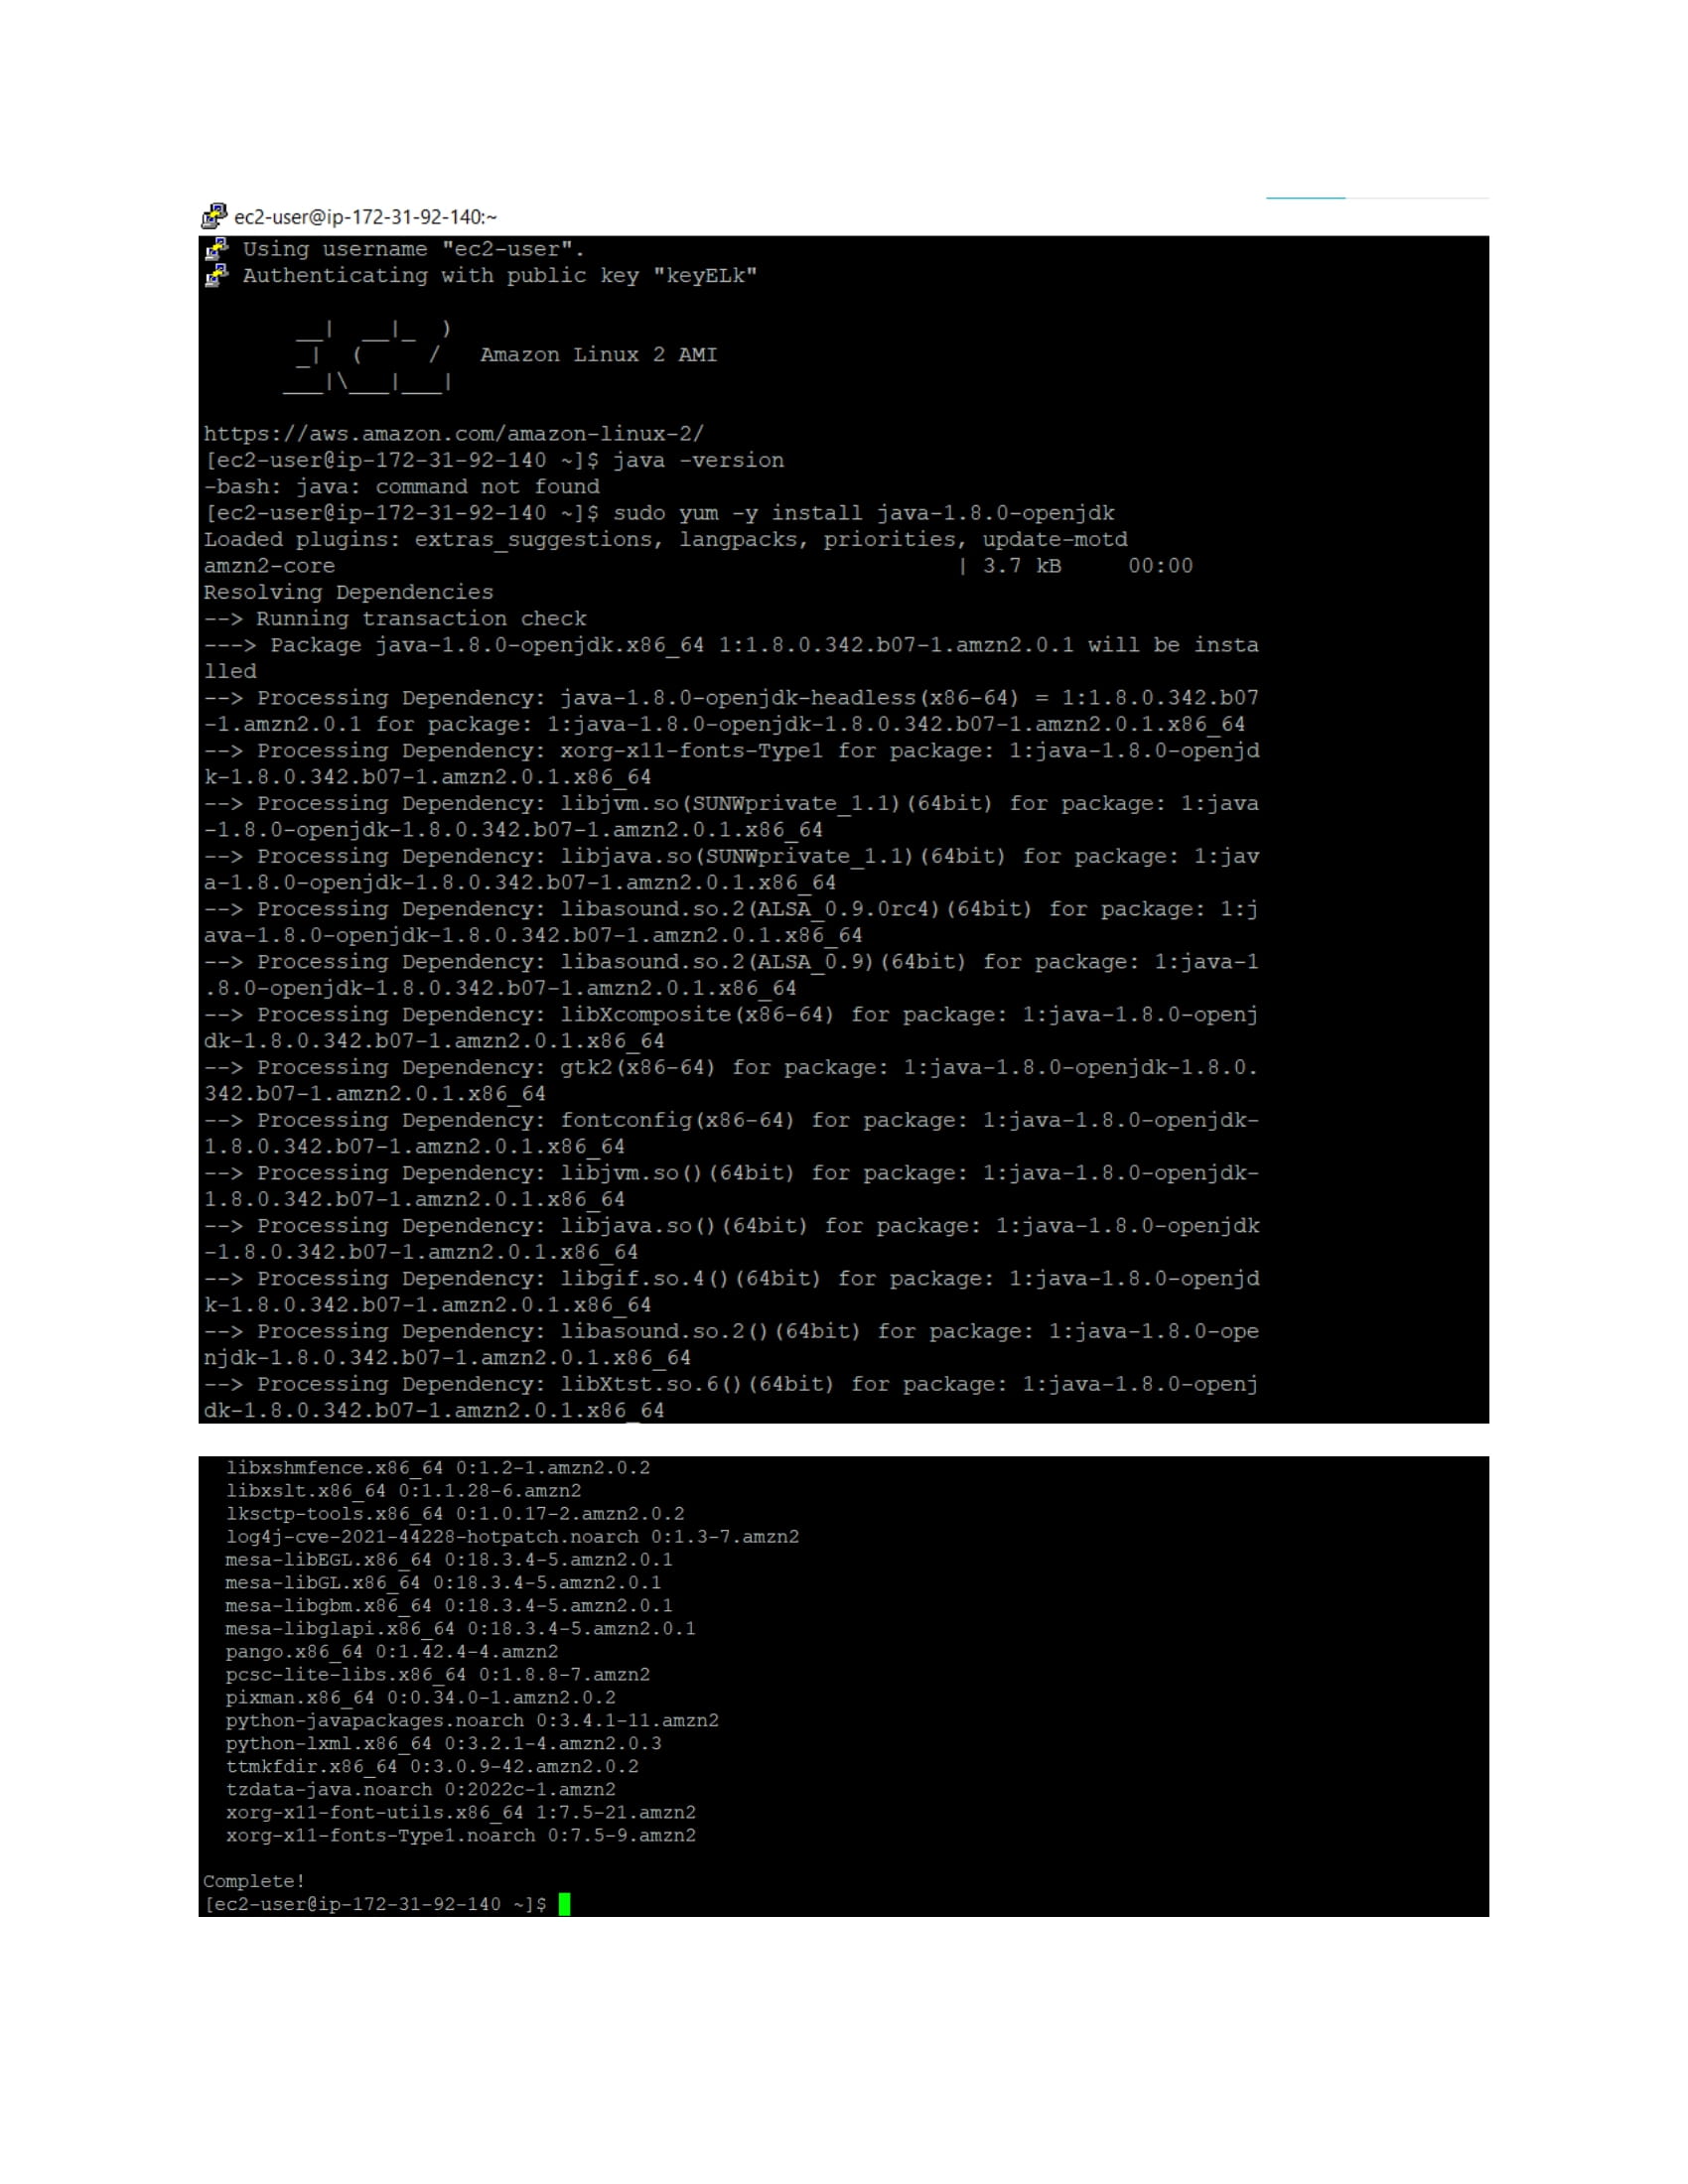 ec2-user@ip-172-31-92-140:~
Using username "ec2-user".
Authenticating with public key "keyELk"
__|  __|_  )
_|  (     /   Amazon Linux 2 AMI
___|\___|___|
https://aws.amazon.com/amazon-linux-2/
[ec2-user@ip-172-31-92-140 ~]$ java -version
-bash: java: command not found
[ec2-user@ip-172-31-92-140 ~]$ sudo yum -y install java-1.8.0-openjdk
Loaded plugins: extras_suggestions, langpacks, priorities, update-motd
amzn2-core | 3.7 kB 00:00
Resolving Dependencies
--> Running transaction check
---> Package java-1.8.0-openjdk.x86_64 1:1.8.0.342.b07-1.amzn2.0.1 will be insta
lled
--> Processing Dependency: java-1.8.0-openjdk-headless(x86-64) = 1:1.8.0.342.b07
-1.amzn2.0.1 for package: 1:java-1.8.0-openjdk-1.8.0.342.b07-1.amzn2.0.1.x86_64
--> Processing Dependency: xorg-x11-fonts-Type1 for package: 1:java-1.8.0-openjd
k-1.8.0.342.b07-1.amzn2.0.1.x86_64
--> Processing Dependency: libjvm.so(SUNWprivate_1.1)(64bit) for package: 1:java
-1.8.0-openjdk-1.8.0.342.b07-1.amzn2.0.1.x86_64
--> Processing Dependency: libjava.so(SUNWprivate_1.1)(64bit) for package: 1:jav
a-1.8.0-openjdk-1.8.0.342.b07-1.amzn2.0.1.x86_64
--> Processing Dependency: libasound.so.2(ALSA_0.9.0rc4)(64bit) for package: 1:j
ava-1.8.0-openjdk-1.8.0.342.b07-1.amzn2.0.1.x86_64
--> Processing Dependency: libasound.so.2(ALSA_0.9)(64bit) for package: 1:java-1
.8.0-openjdk-1.8.0.342.b07-1.amzn2.0.1.x86_64
--> Processing Dependency: libXcomposite(x86-64) for package: 1:java-1.8.0-openj
dk-1.8.0.342.b07-1.amzn2.0.1.x86_64
--> Processing Dependency: gtk2(x86-64) for package: 1:java-1.8.0-openjdk-1.8.0.
342.b07-1.amzn2.0.1.x86_64
--> Processing Dependency: fontconfig(x86-64) for package: 1:java-1.8.0-openjdk-
1.8.0.342.b07-1.amzn2.0.1.x86_64
--> Processing Dependency: libjvm.so()(64bit) for package: 1:java-1.8.0-openjdk-
1.8.0.342.b07-1.amzn2.0.1.x86_64
--> Processing Dependency: libjava.so()(64bit) for package: 1:java-1.8.0-openjdk
-1.8.0.342.b07-1.amzn2.0.1.x86_64
--> Processing Dependency: libgif.so.4()(64bit) for package: 1:java-1.8.0-openjd
k-1.8.0.342.b07-1.amzn2.0.1.x86_64
--> Processing Dependency: libasound.so.2()(64bit) for package: 1:java-1.8.0-ope
njdk-1.8.0.342.b07-1.amzn2.0.1.x86_64
--> Processing Dependency: libXtst.so.6()(64bit) for package: 1:java-1.8.0-openj
dk-1.8.0.342.b07-1.amzn2.0.1.x86_64
libxshmfence.x86_64 0:1.2-1.amzn2.0.2
libxslt.x86_64 0:1.1.28-6.amzn2
lksctp-tools.x86_64 0:1.0.17-2.amzn2.0.2
log4j-cve-2021-44228-hotpatch.noarch 0:1.3-7.amzn2
mesa-libEGL.x86_64 0:18.3.4-5.amzn2.0.1
mesa-libGL.x86_64 0:18.3.4-5.amzn2.0.1
mesa-libgbm.x86_64 0:18.3.4-5.amzn2.0.1
mesa-libglapi.x86_64 0:18.3.4-5.amzn2.0.1
pango.x86_64 0:1.42.4-4.amzn2
pcsc-lite-libs.x86_64 0:1.8.8-7.amzn2
pixman.x86_64 0:0.34.0-1.amzn2.0.2
python-javapackages.noarch 0:3.4.1-11.amzn2
python-lxml.x86_64 0:3.2.1-4.amzn2.0.3
ttmkfdir.x86_64 0:3.0.9-42.amzn2.0.2
tzdata-java.noarch 0:2022c-1.amzn2
xorg-x11-font-utils.x86_64 1:7.5-21.amzn2
xorg-x11-fonts-Type1.noarch 0:7.5-9.amzn2
Complete!
[ec2-user@ip-172-31-92-140 ~]$